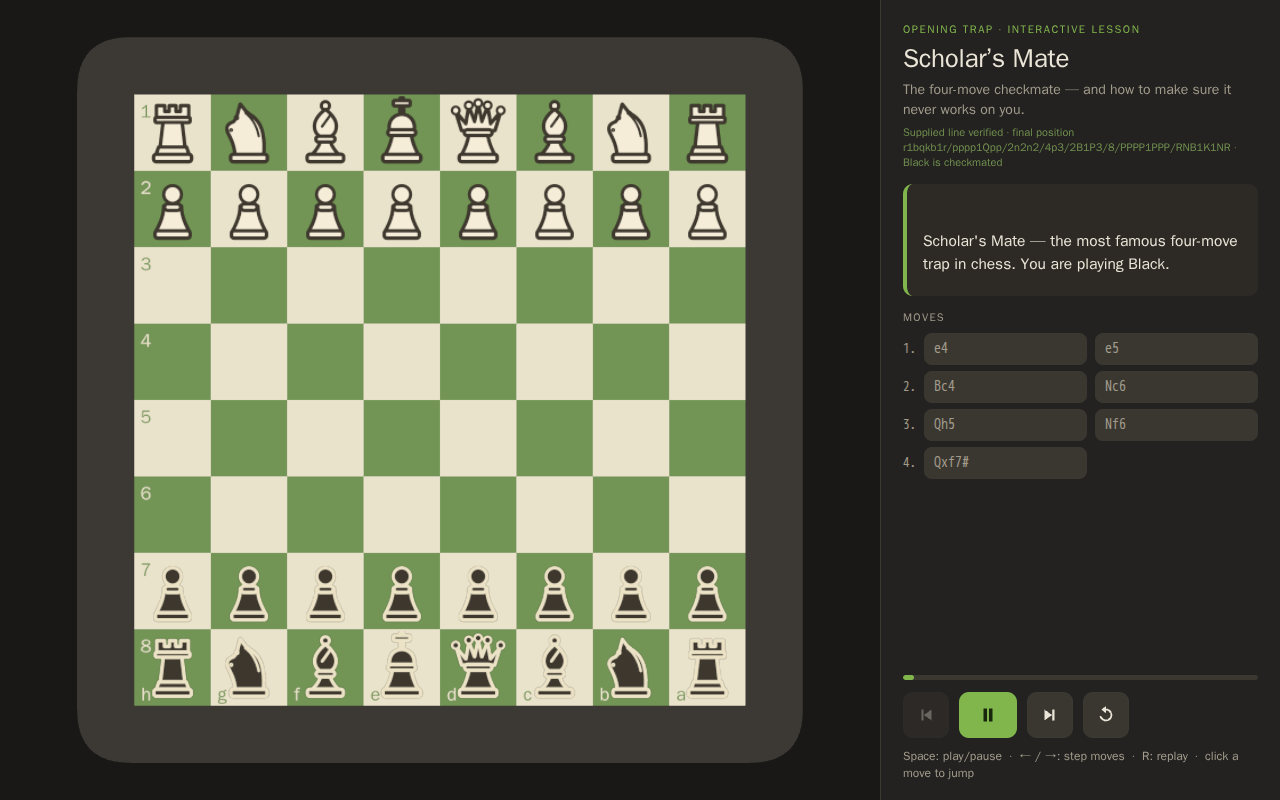 1
2
3
4
5
6
7
8
h g f e d c b a
OPENING TRAP · INTERACTIVE LESSON
Scholar’s Mate
The four-move checkmate — and how to make sure it
never works on you.
Supplied line verified · final position
r1bqkb1r/pppp1Qpp/2n2n2/4p3/2B1P3/8/PPPP1PPP/RNB1K1NR ·
Black is checkmated
Scholar's Mate — the most famous four-move
trap in chess. You are playing Black.
MOVES
1. e4 e5
2. Bc4 Nc6
3. Qh5 Nf6
4. Qxf7#
Space: play/pause · ← / →: step moves · R: replay · click a
move to jump